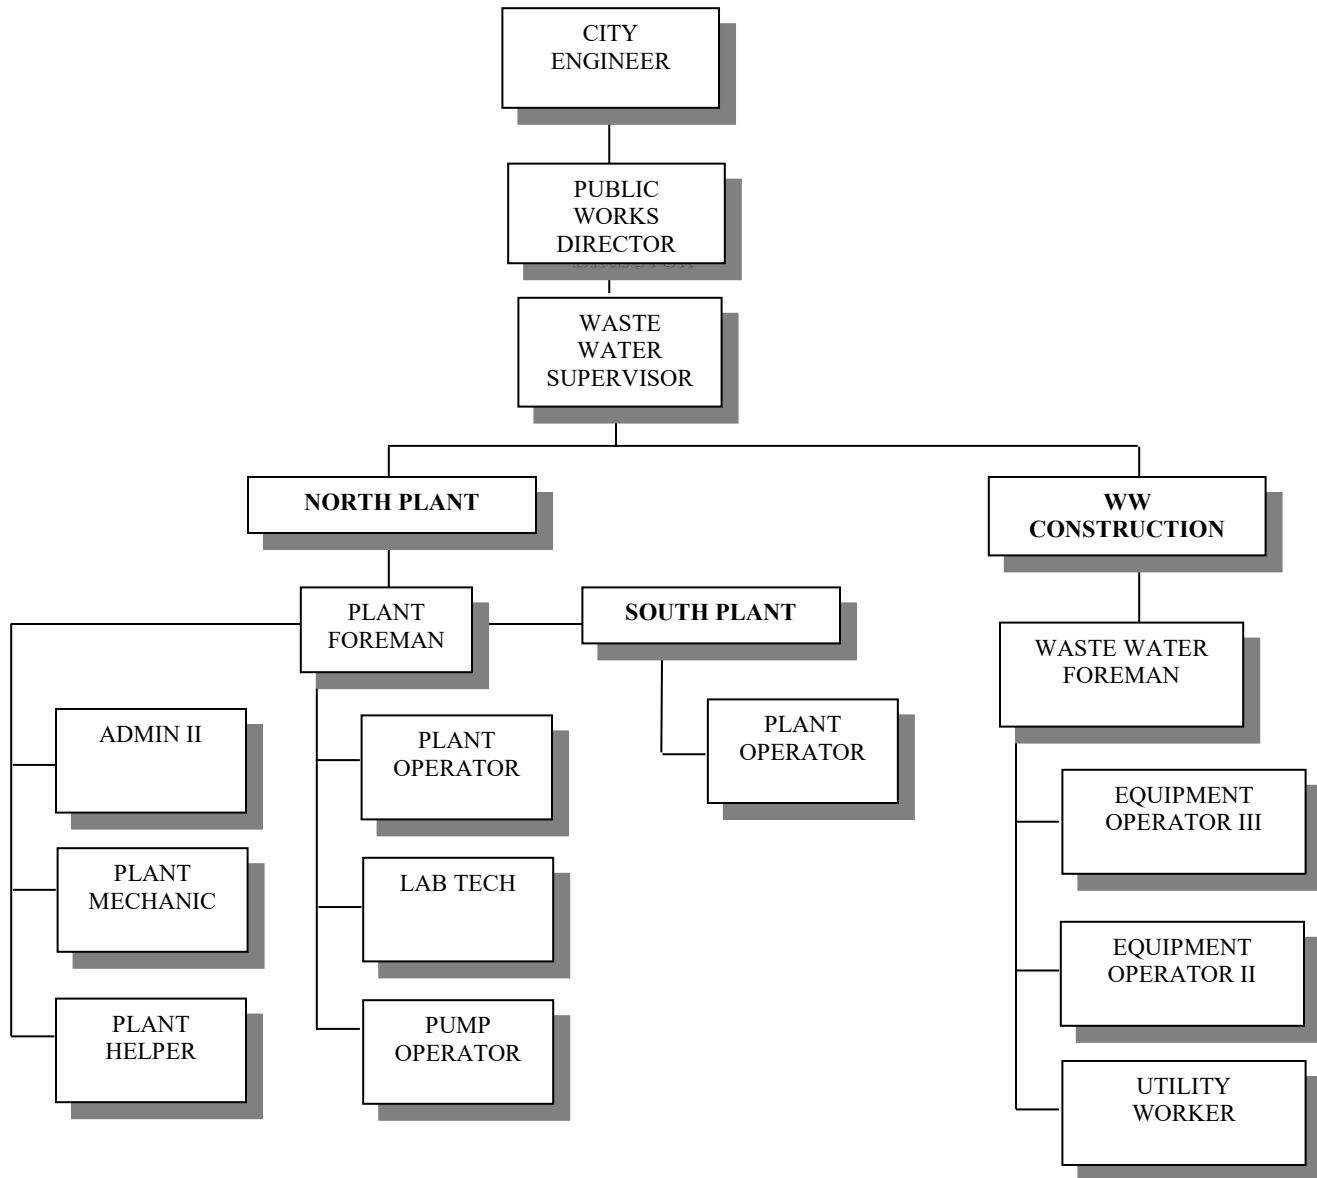 CITY
ENGINEER
PUBLIC
WORKS
DIRECTOR
WASTE
WATER
SUPERVISOR
NORTH PLANT
WW
CONSTRUCTION
PLANT
FOREMAN
SOUTH PLANT
WASTE WATER
FOREMAN
ADMIN II
PLANT
OPERATOR
PLANT
OPERATOR
EQUIPMENT
OPERATOR III
PLANT
MECHANIC
LAB TECH
EQUIPMENT
OPERATOR II
PLANT
HELPER
PUMP
OPERATOR
UTILITY
WORKER